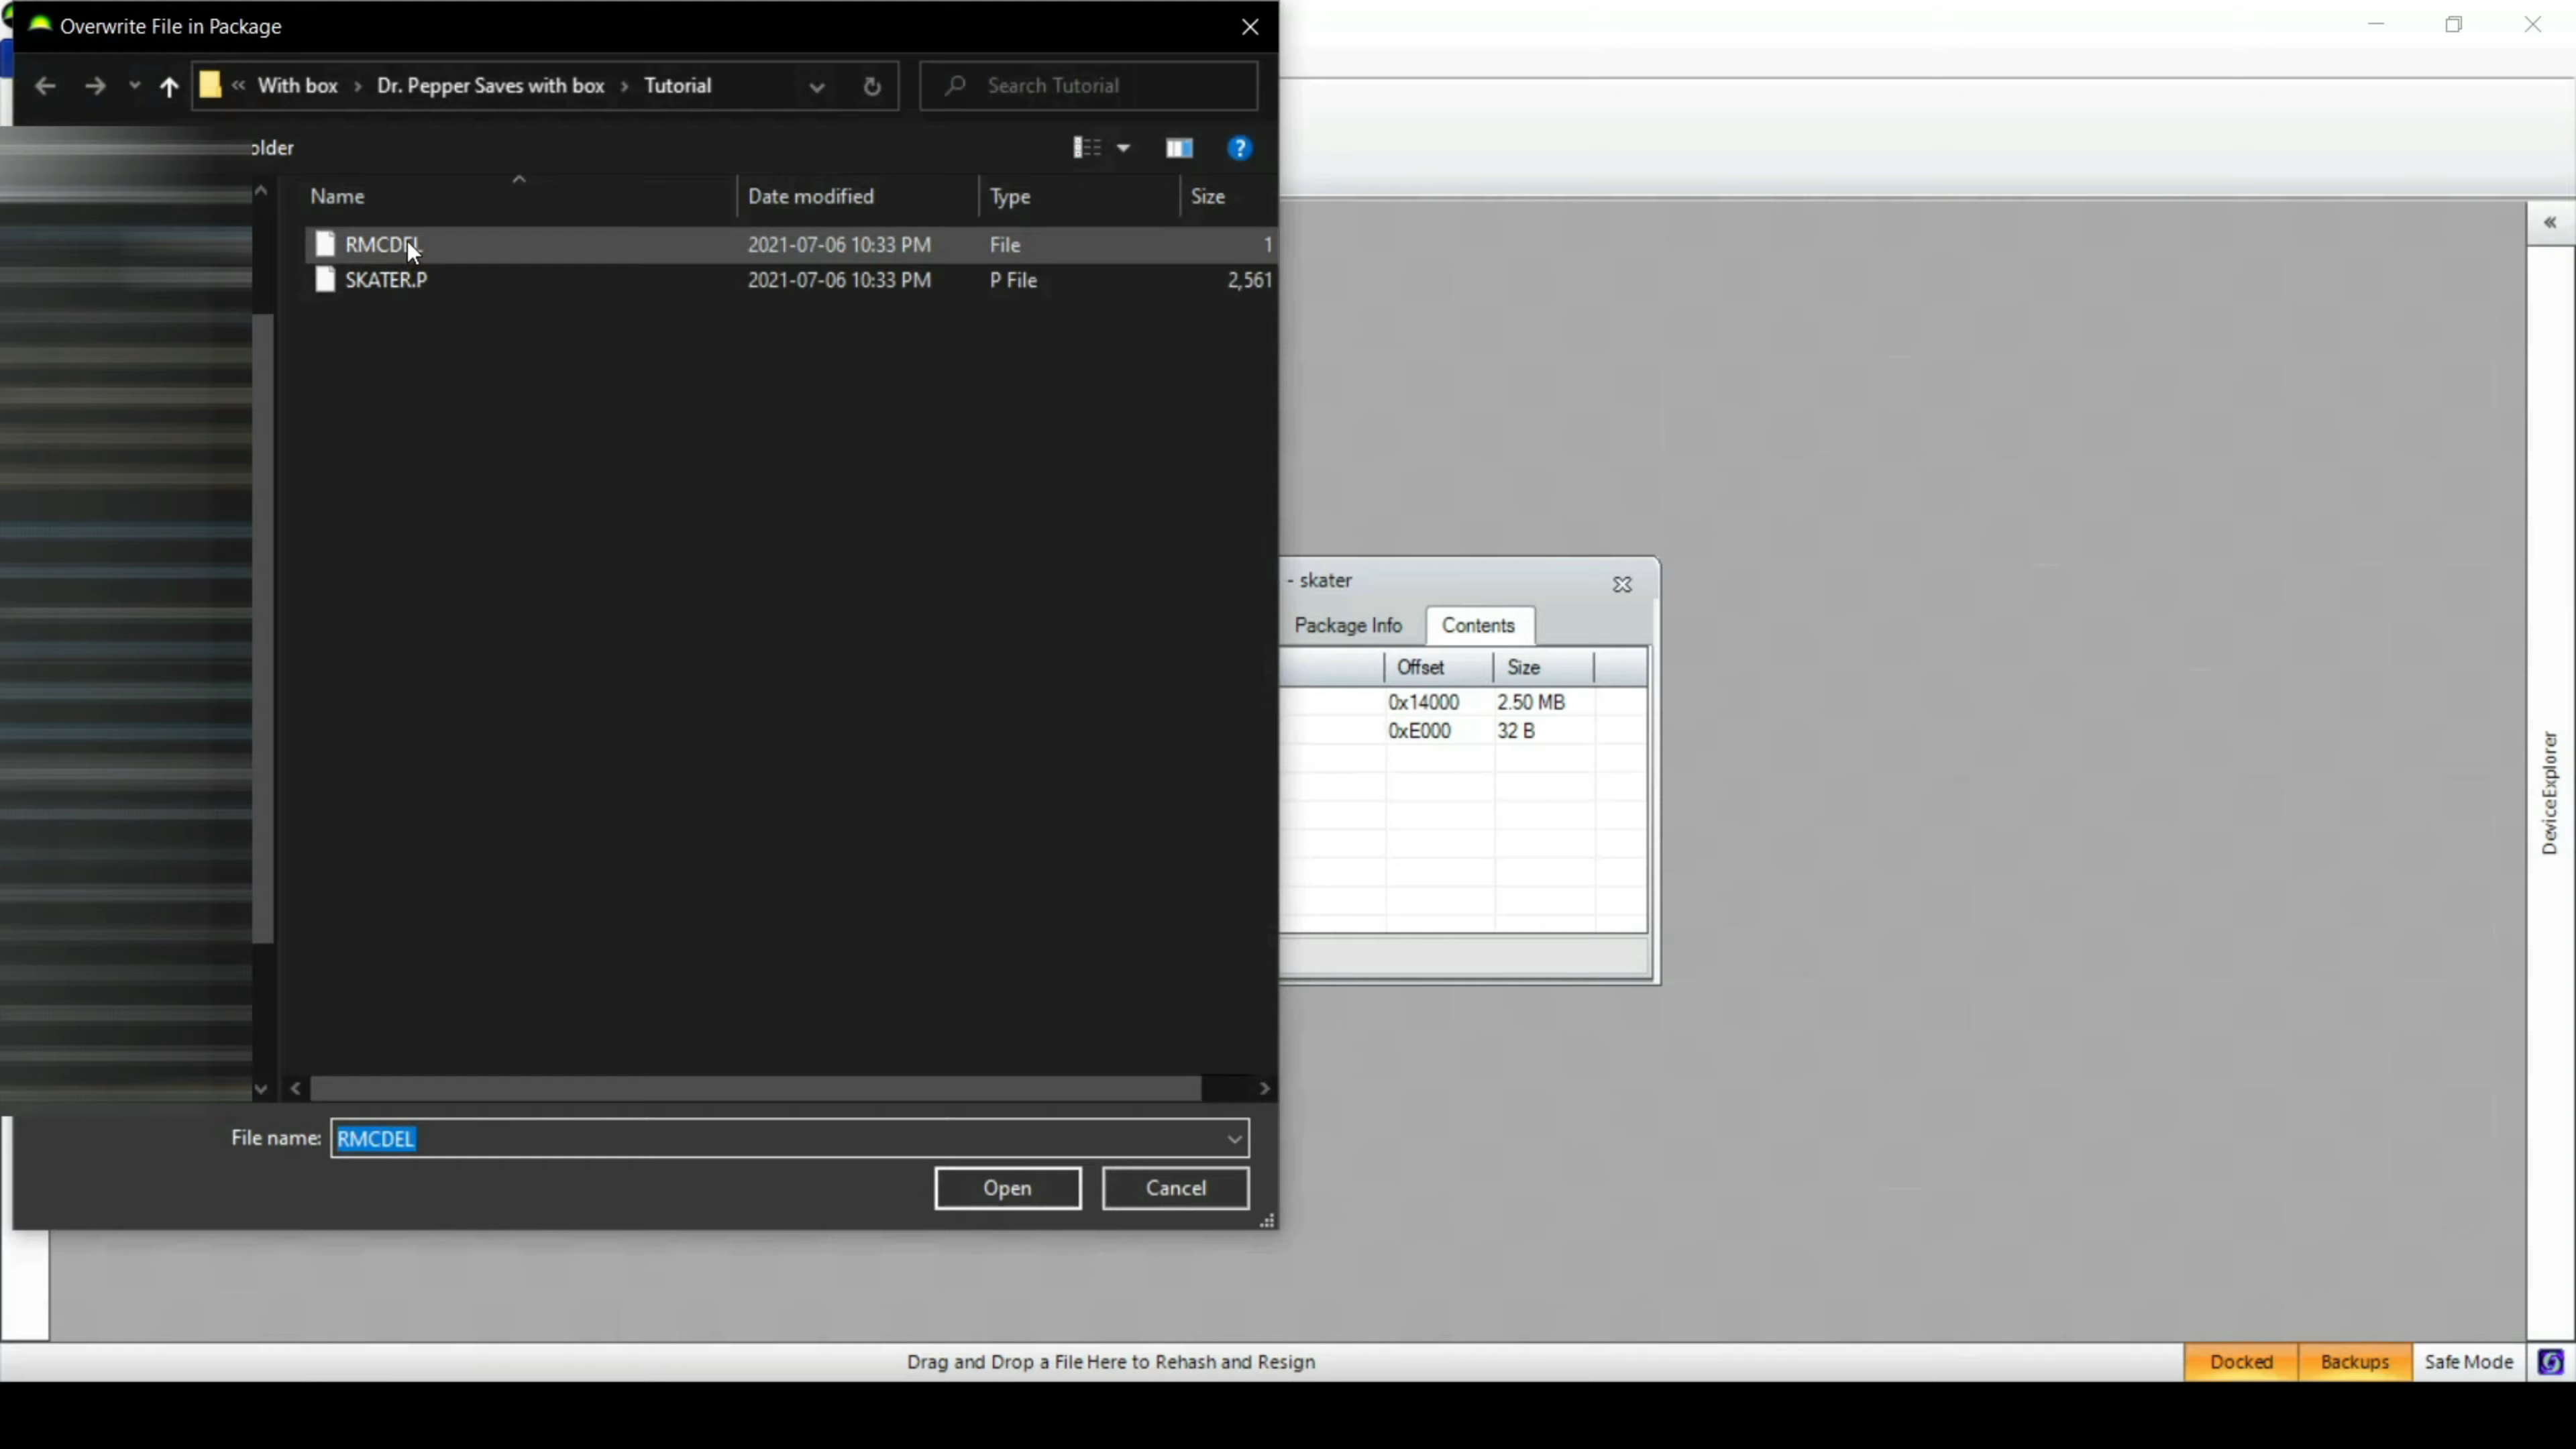 Overwrite File in Package
« With box › Dr. Pepper Saves with box › Tutorial
Search Tutorial
older
Name Date modified Type Size
RMCDEL 2021-07-06 10:33 PM File 1
SKATER.P 2021-07-06 10:33 PM P File 2,561
- skater
Package Info Contents
Offset Size
0x14000 2.50 MB
0xE000 32 B
DeviceExplorer
File name: RMCDEL
Open Cancel
Drag and Drop a File Here to Rehash and Resign
Docked Backups Safe Mode